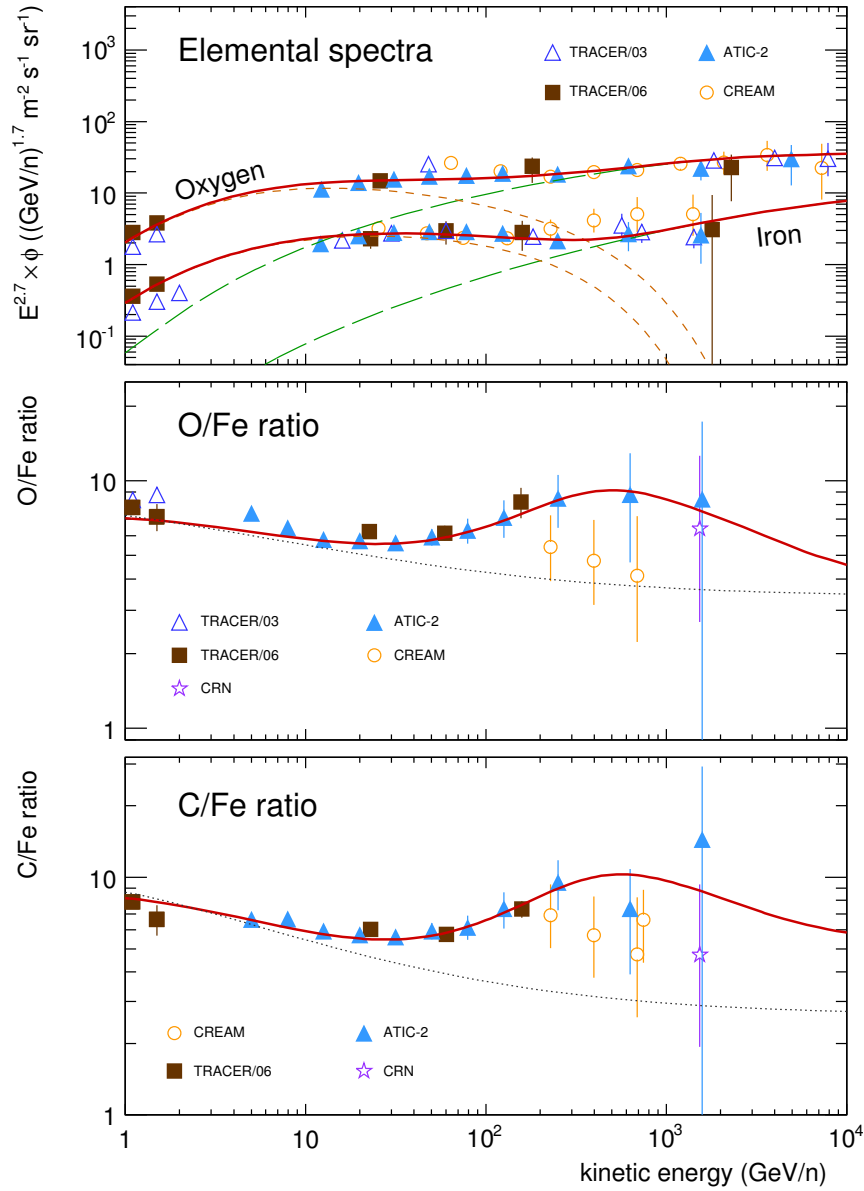 Elemental spectra
TRACER/03
ATIC-2
TRACER/06
CREAM
E^2.7 × ϕ ((GeV/n)^1.7 m^-2 s^-1 sr^-1)
10^3
10^2
10
1
10^-1
Oxygen
Iron
O/Fe ratio
O/Fe ratio
10
1
TRACER/03
ATIC-2
TRACER/06
CREAM
CRN
C/Fe ratio
C/Fe ratio
10
1
CREAM
ATIC-2
TRACER/06
CRN
1 10 10^2 10^3 10^4
kinetic energy (GeV/n)